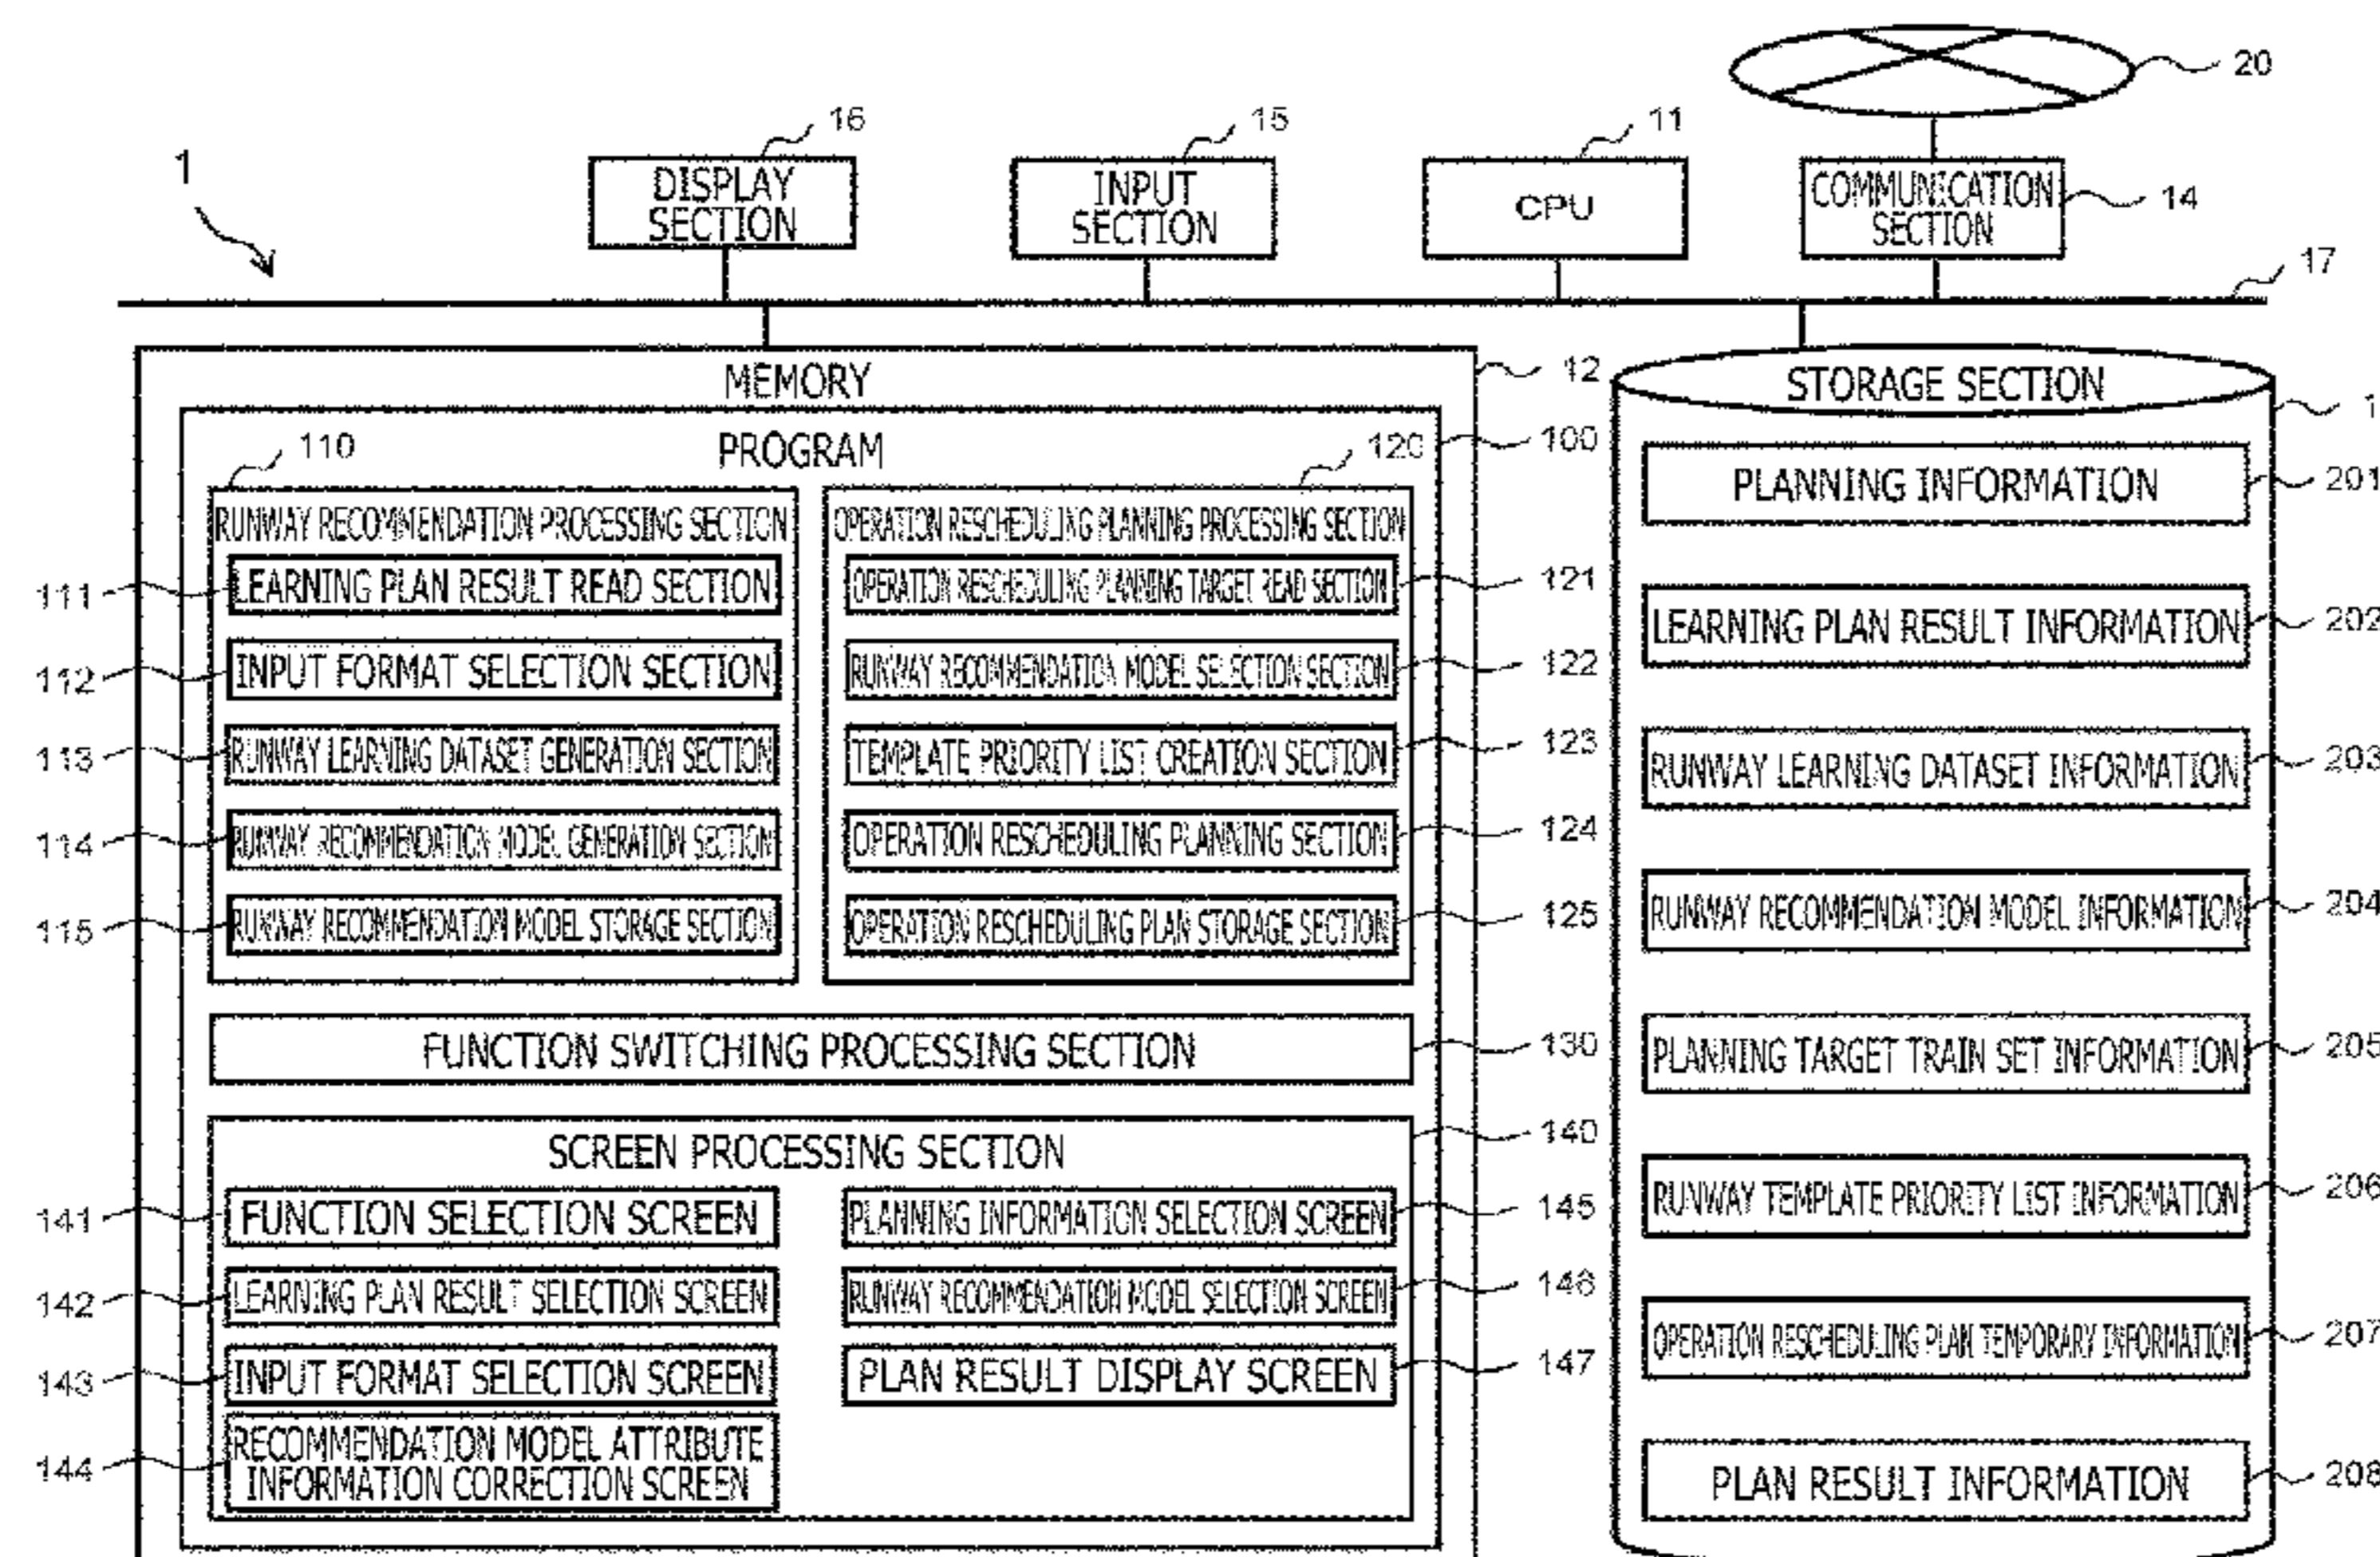 20
16
15
11
1
DISPLAY
SECTION
INPUT
SECTION
CPU
COMMUNICATION
SECTION
14
17
MEMORY
12
STORAGE SECTION
1
PROGRAM
100
110
120
RUNWAY RECOMMENDATION PROCESSING SECTION
111
LEARNING PLAN RESULT READ SECTION
112
INPUT FORMAT SELECTION SECTION
113
RUNWAY LEARNING DATASET GENERATION SECTION
114
RUNWAY RECOMMENDATION MODEL GENERATION SECTION
115
RUNWAY RECOMMENDATION MODEL STORAGE SECTION
OPERATION RESCHEDULING PLANNING PROCESSING SECTION
OPERATION RESCHEDULING PLANNING TARGET READ SECTION
121
RUNWAY RECOMMENDATION MODEL SELECTION SECTION
122
TEMPLATE PRIORITY LIST CREATION SECTION
123
OPERATION RESCHEDULING PLANNING SECTION
124
OPERATION RESCHEDULING PLAN STORAGE SECTION
125
FUNCTION SWITCHING PROCESSING SECTION
130
SCREEN PROCESSING SECTION
140
141
FUNCTION SELECTION SCREEN
142
LEARNING PLAN RESULT SELECTION SCREEN
143
INPUT FORMAT SELECTION SCREEN
144
RECOMMENDATION MODEL ATTRIBUTE
INFORMATION CORRECTION SCREEN
PLANNING INFORMATION SELECTION SCREEN
145
RUNWAY RECOMMENDATION MODEL SELECTION SCREEN
146
PLAN RESULT DISPLAY SCREEN
147
PLANNING INFORMATION
201
LEARNING PLAN RESULT INFORMATION
202
RUNWAY LEARNING DATASET INFORMATION
203
RUNWAY RECOMMENDATION MODEL INFORMATION
204
PLANNING TARGET TRAIN SET INFORMATION
205
RUNWAY TEMPLATE PRIORITY LIST INFORMATION
206
OPERATION RESCHEDULING PLAN TEMPORARY INFORMATION
207
PLAN RESULT INFORMATION
208